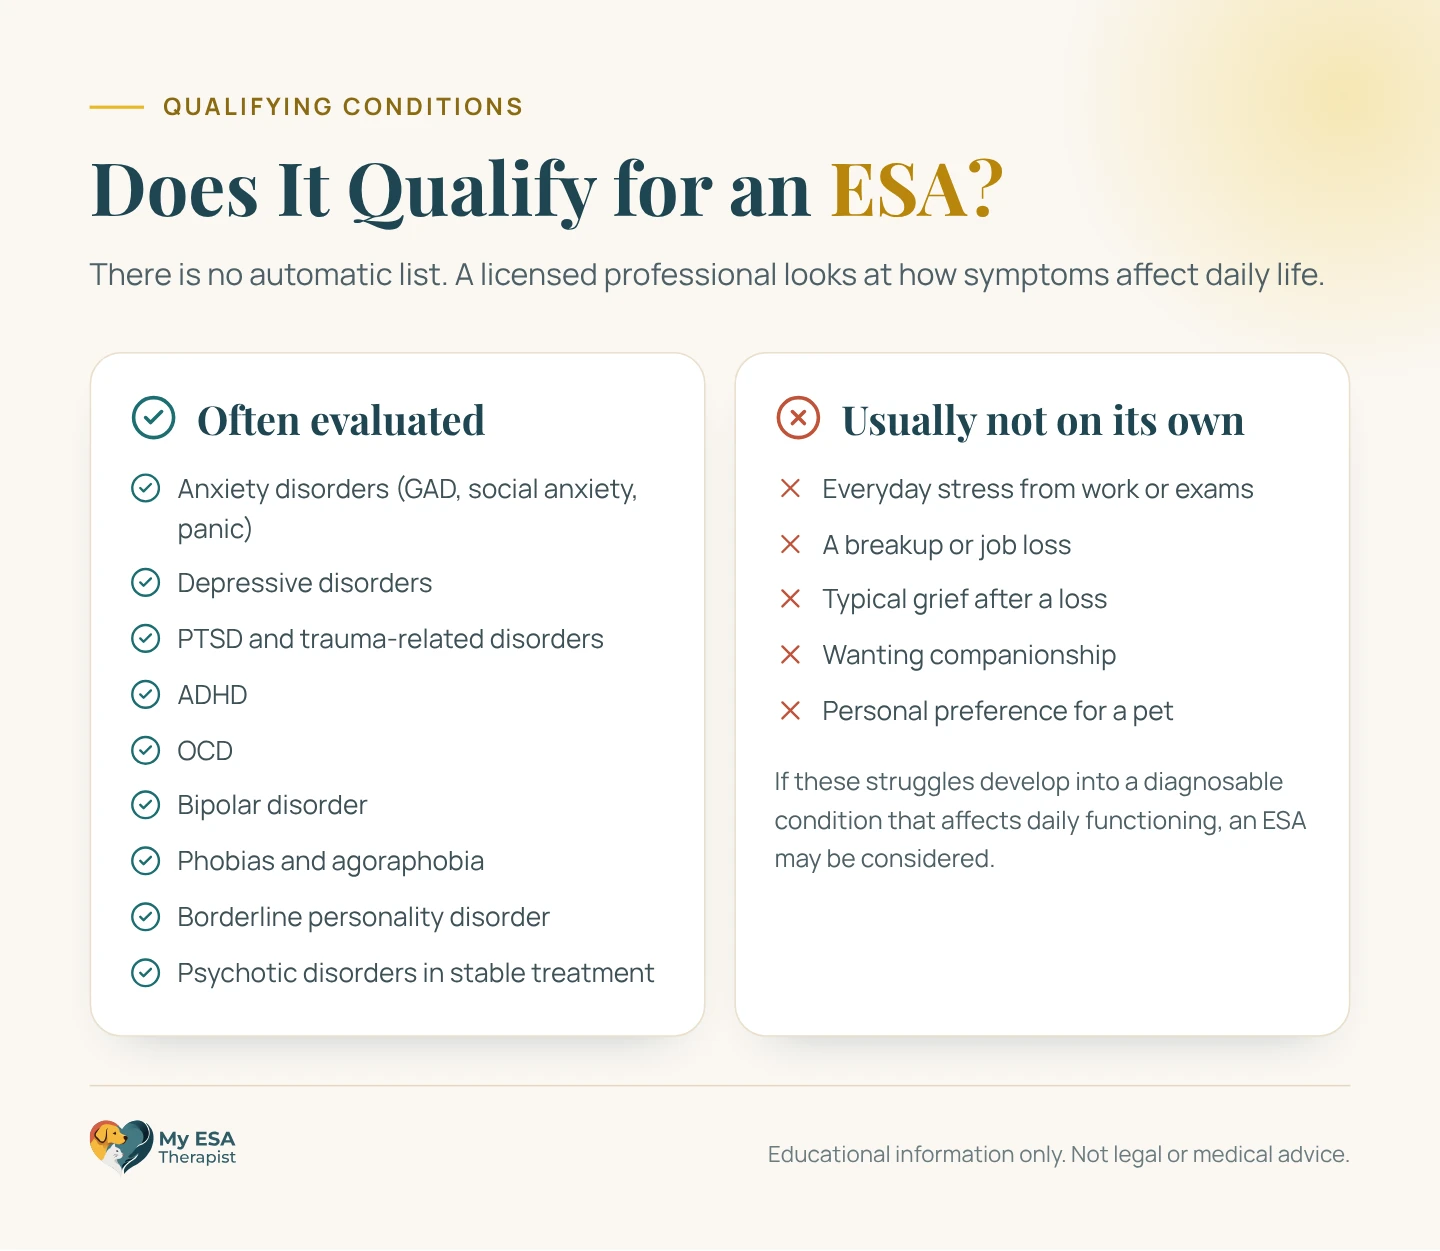 QUALIFYING CONDITIONS
Does It Qualify for an ESA?
There is no automatic list. A licensed professional looks at how symptoms affect daily life.
Often evaluated
Anxiety disorders (GAD, social anxiety,
panic)
Depressive disorders
PTSD and trauma-related disorders
ADHD
OCD
Bipolar disorder
Phobias and agoraphobia
Borderline personality disorder
Psychotic disorders in stable treatment
Usually not on its own
Everyday stress from work or exams
A breakup or job loss
Typical grief after a loss
Wanting companionship
Personal preference for a pet
If these struggles develop into a diagnosable
condition that affects daily functioning, an ESA
may be considered.
My ESA
Therapist
Educational information only. Not legal or medical advice.